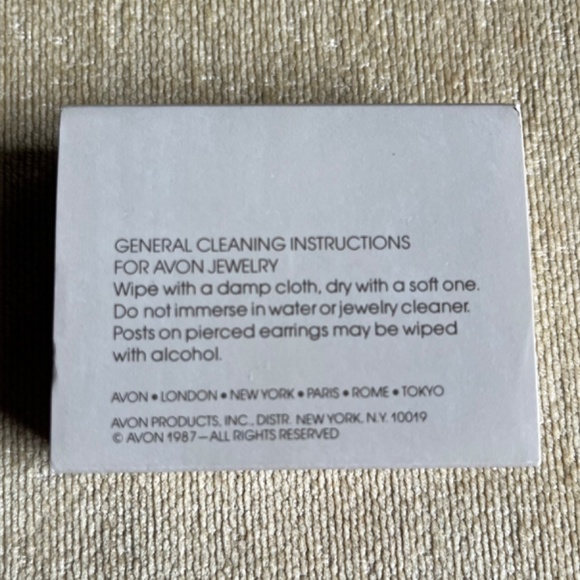 GENERAL CLEANING INSTRUCTIONS
FOR AVON JEWELRY
Wipe with a damp cloth, dry with a soft one.
Do not immerse in water or jewelry cleaner.
Posts on pierced earrings may be wiped
with alcohol.
AVON • LONDON • NEW YORK • PARIS • ROME • TOKYO
AVON PRODUCTS, INC., DISTR. NEW YORK, N.Y. 10019
© AVON 1987—ALL RIGHTS RESERVED